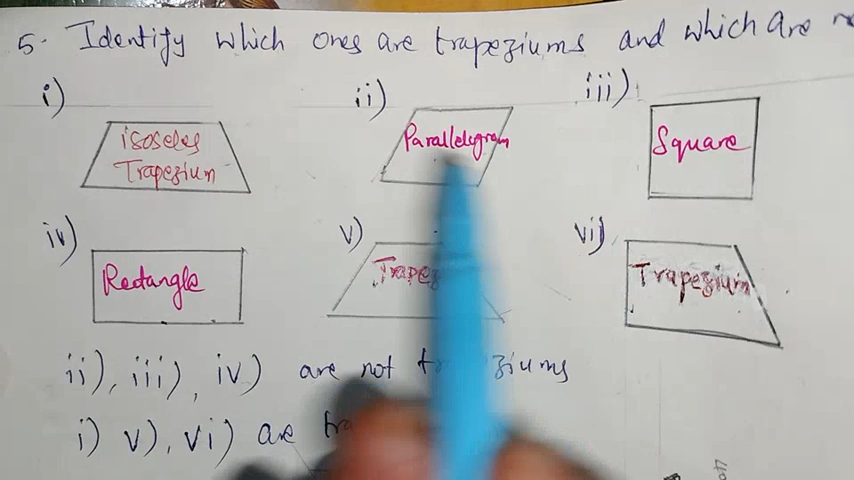 5. Identify which ones are trapeziums and which are
i) ii) iii)
isoseles Parallelogram Square
Trapezium
iv) v) vi)
Rectangle Trapezium
ii), iii), iv) are not
i) v), vi) are